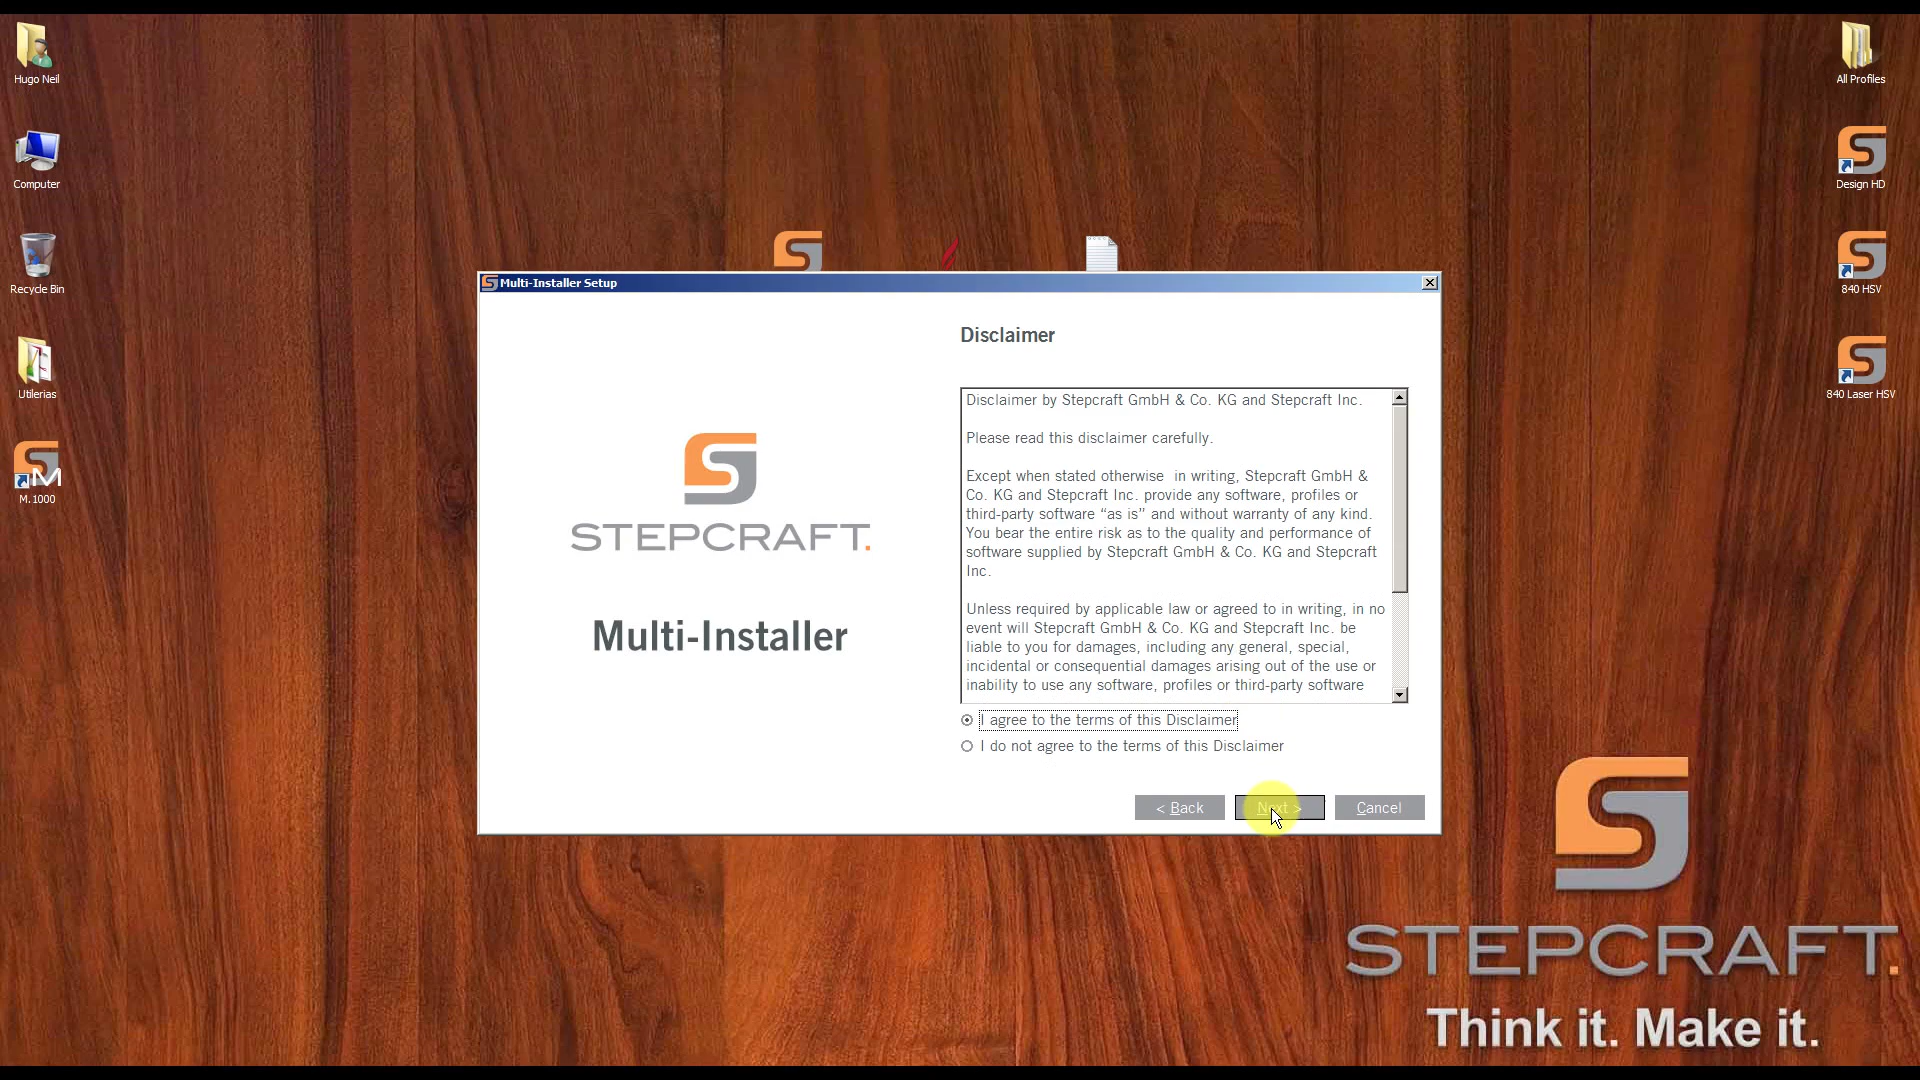 Hugo Neil
Computer
Recycle Bin
Utilerias
M
M.1000
All Profiles
Design HD
840 HSV
840 Laser HSV
Multi-Installer Setup
STEPCRAFT.
Multi-Installer
Disclaimer
Disclaimer by Stepcraft GmbH & Co. KG and Stepcraft Inc.
Please read this disclaimer carefully.
Except when stated otherwise  in writing, Stepcraft GmbH &
Co. KG and Stepcraft Inc. provide any software, profiles or
third-party software “as is” and without warranty of any kind.
You bear the entire risk as to the quality and performance of
software supplied by Stepcraft GmbH & Co. KG and Stepcraft
Inc.
Unless required by applicable law or agreed to in writing, in no
event will Stepcraft GmbH & Co. KG and Stepcraft Inc. be
liable to you for damages, including any general, special,
incidental or consequential damages arising out of the use or
inability to use any software, profiles or third-party software
I agree to the terms of this Disclaimer
I do not agree to the terms of this Disclaimer
< Back
Next >
Cancel
STEPCRAFT.
Think it. Make it.